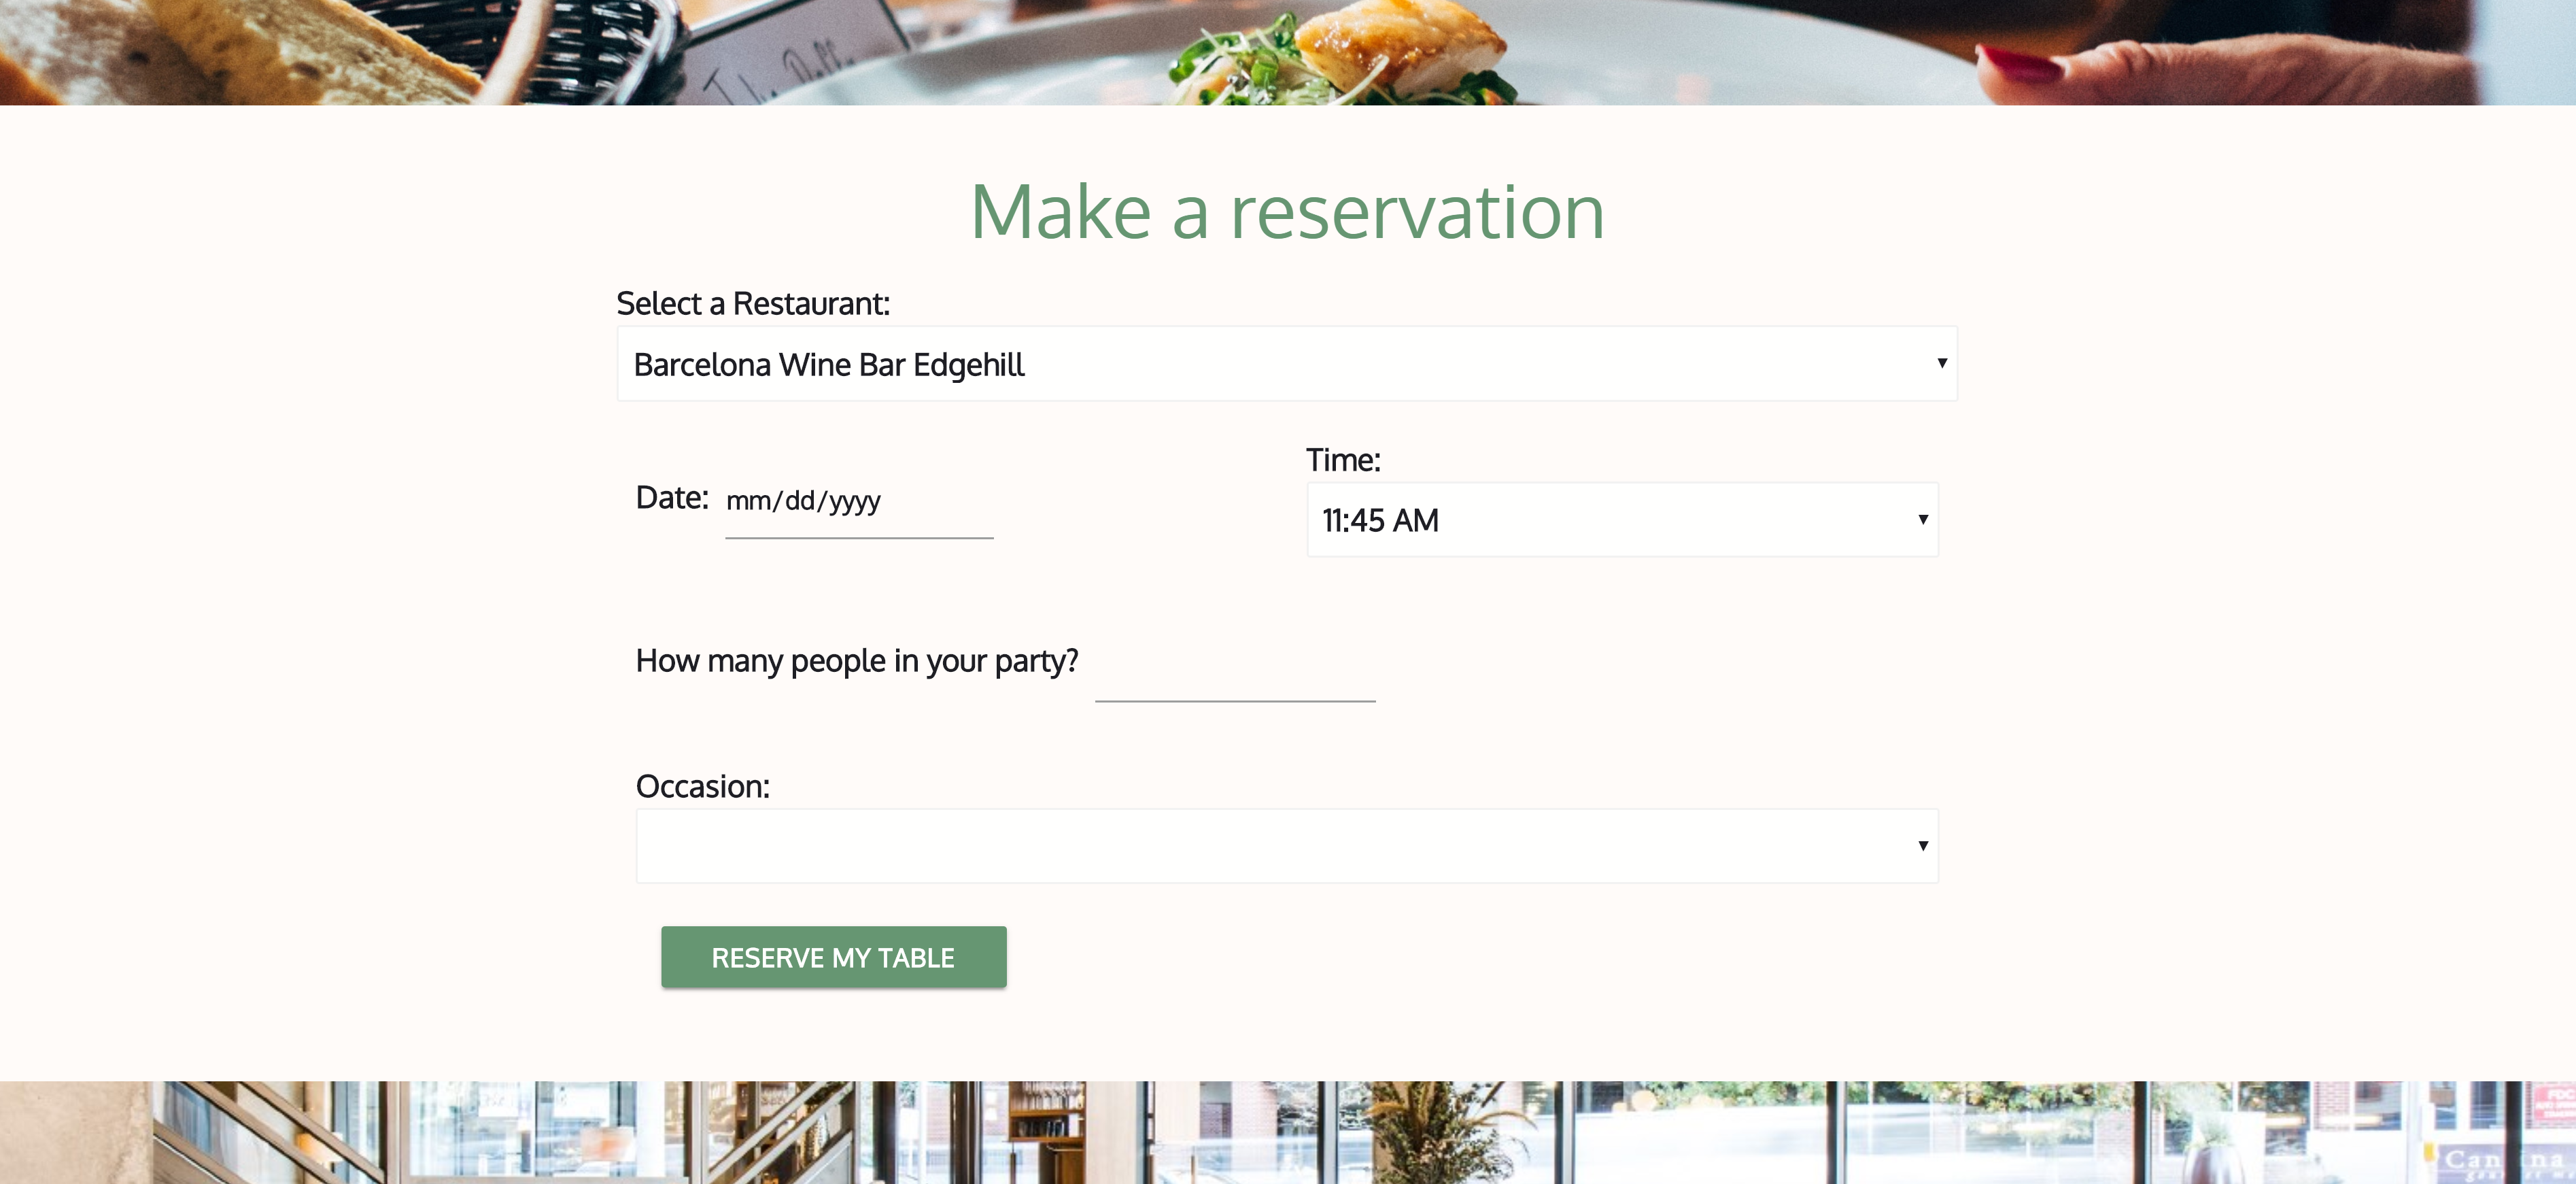 Make a reservation
Select a Restaurant:
Barcelona Wine Bar Edgehill
Date: mm/dd/yyyy
Time:
11:45 AM
How many people in your party?
Occasion:
RESERVE MY TABLE